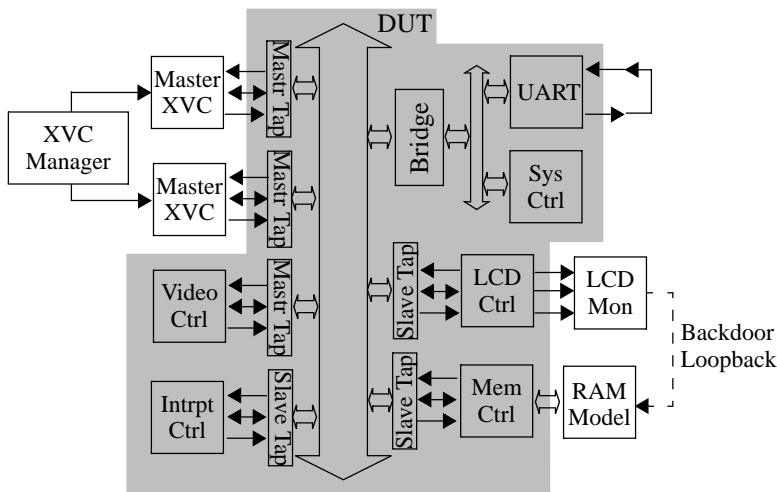 DUT
Master
XVC
Mastr Tap
UART
XVC
Manager
Bridge
Master
XVC
Mastr Tap
Sys
Ctrl
Video
Ctrl
Mastr Tap
Slave Tap
LCD
Ctrl
LCD
Mon
Backdoor
Loopback
Intrpt
Ctrl
Slave Tap
Slave Tap
Mem
Ctrl
RAM
Model